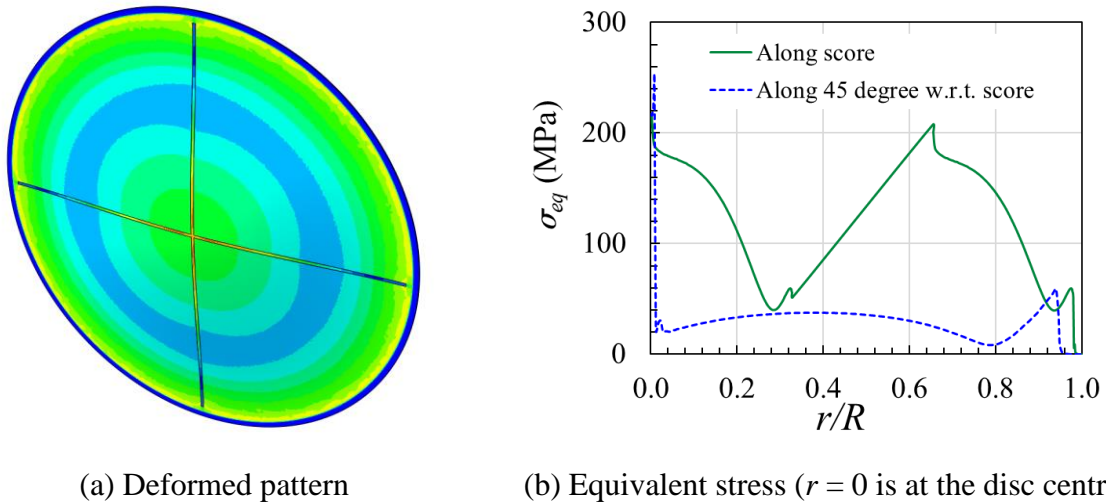 300
200
100
0
σeq (MPa)
Along score
Along 45 degree w.r.t. score
0.0 0.2 0.4 0.6 0.8 1.0
r/R
(a) Deformed pattern (b) Equivalent stress (r = 0 is at the disc centr